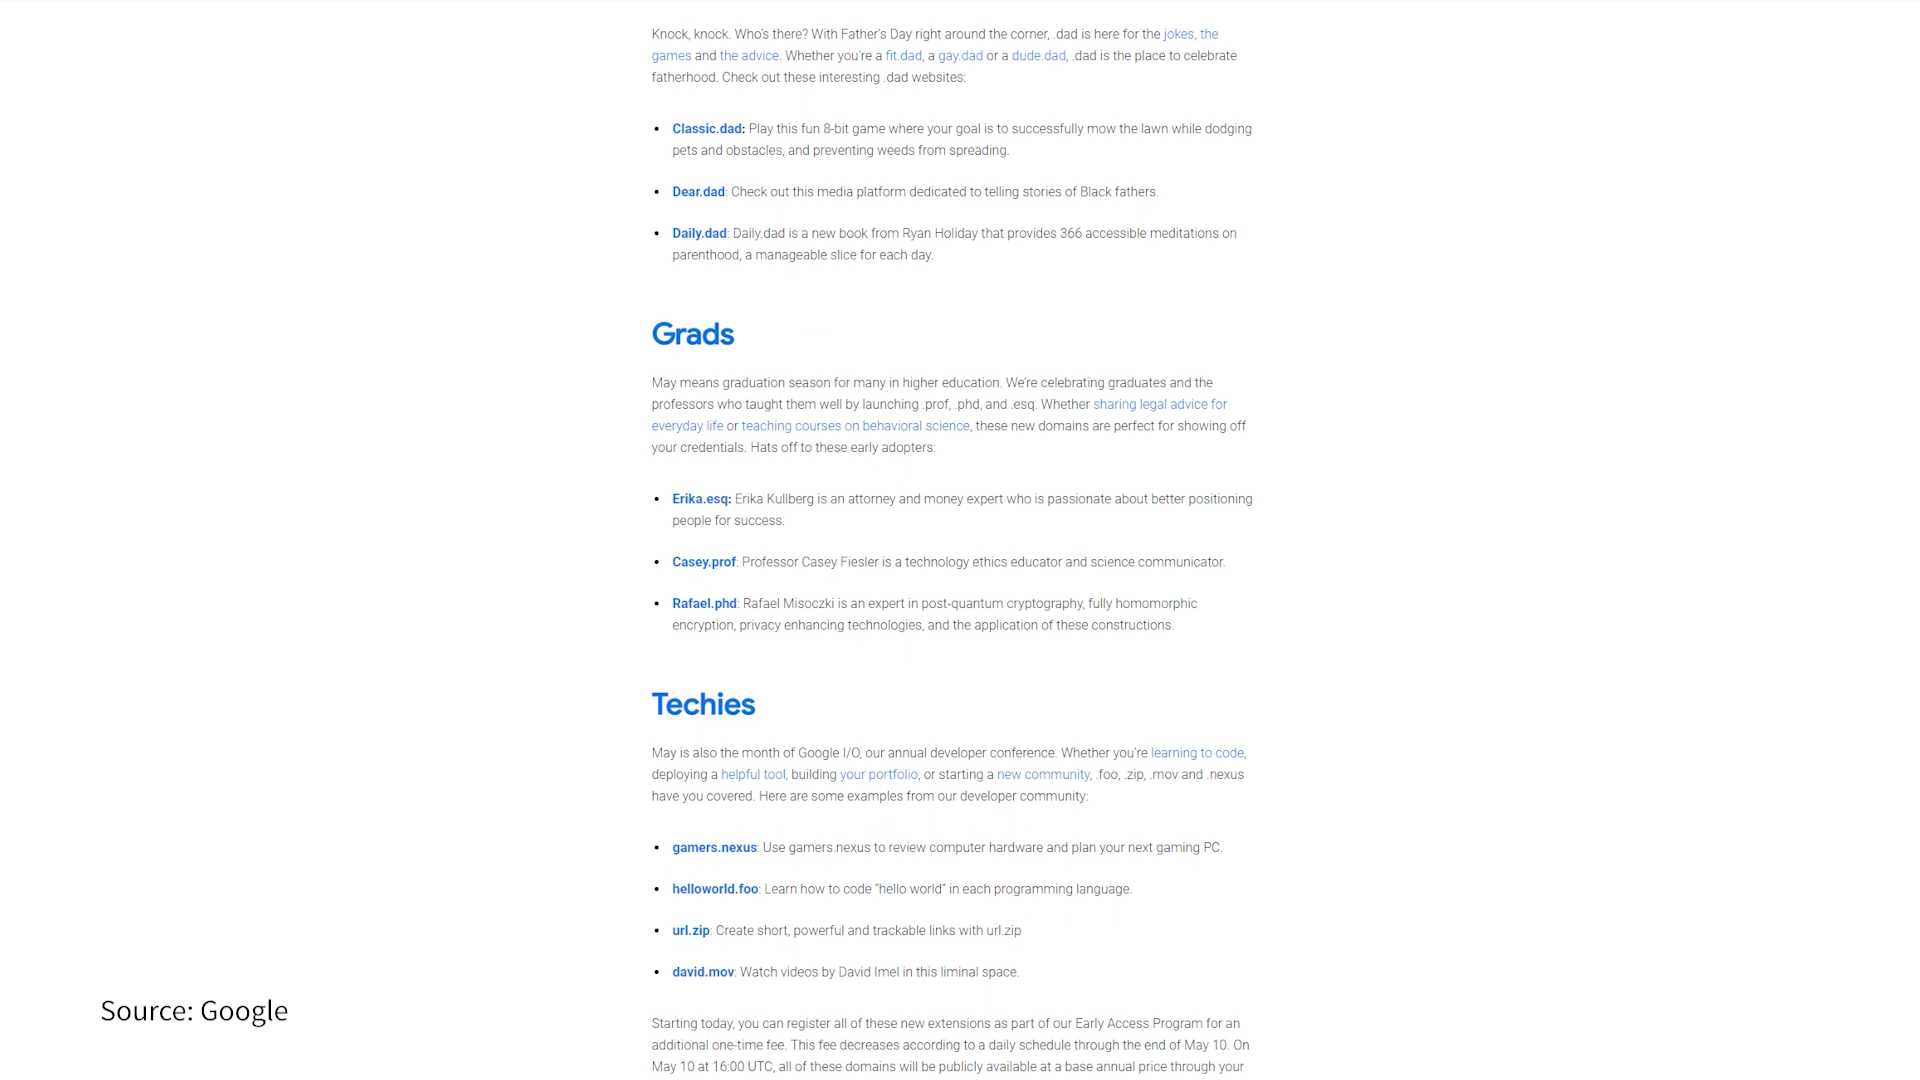 Knock, knock. Who's there? With Father's Day right around the corner, .dad is here for the jokes, the
games and the advice. Whether you're a fit.dad, a gay.dad or a dude.dad, .dad is the place to celebrate
fatherhood. Check out these interesting .dad websites:
• Classic.dad: Play this fun 8-bit game where your goal is to successfully mow the lawn while dodging
pets and obstacles, and preventing weeds from spreading.
• Dear.dad: Check out this media platform dedicated to telling stories of Black fathers.
• Daily.dad: Daily.dad is a new book from Ryan Holiday that provides 366 accessible meditations on
parenthood, a manageable slice for each day.
Grads
May means graduation season for many in higher education. We're celebrating graduates and the
professors who taught them well by launching .prof, .phd, and .esq. Whether sharing legal advice for
everyday life or teaching courses on behavioral science, these new domains are perfect for showing off
your credentials. Hats off to these early adopters:
• Erika.esq: Erika Kullberg is an attorney and money expert who is passionate about better positioning
people for success.
• Casey.prof: Professor Casey Fiesler is a technology ethics educator and science communicator.
• Rafael.phd: Rafael Misoczki is an expert in post-quantum cryptography, fully homomorphic
encryption, privacy enhancing technologies, and the application of these constructions.
Techies
May is also the month of Google I/O, our annual developer conference. Whether you're learning to code,
deploying a helpful tool, building your portfolio, or starting a new community, .foo, .zip, .mov and .nexus
have you covered. Here are some examples from our developer community:
• gamers.nexus: Use gamers.nexus to review computer hardware and plan your next gaming PC.
• helloworld.foo: Learn how to code "hello world" in each programming language.
• url.zip: Create short, powerful and trackable links with url.zip
• david.mov: Watch videos by David Imel in this liminal space.
Source: Google
Starting today, you can register all of these new extensions as part of our Early Access Program for an
additional one-time fee. This fee decreases according to a daily schedule through the end of May 10. On
May 10 at 16:00 UTC, all of these domains will be publicly available at a base annual price through your